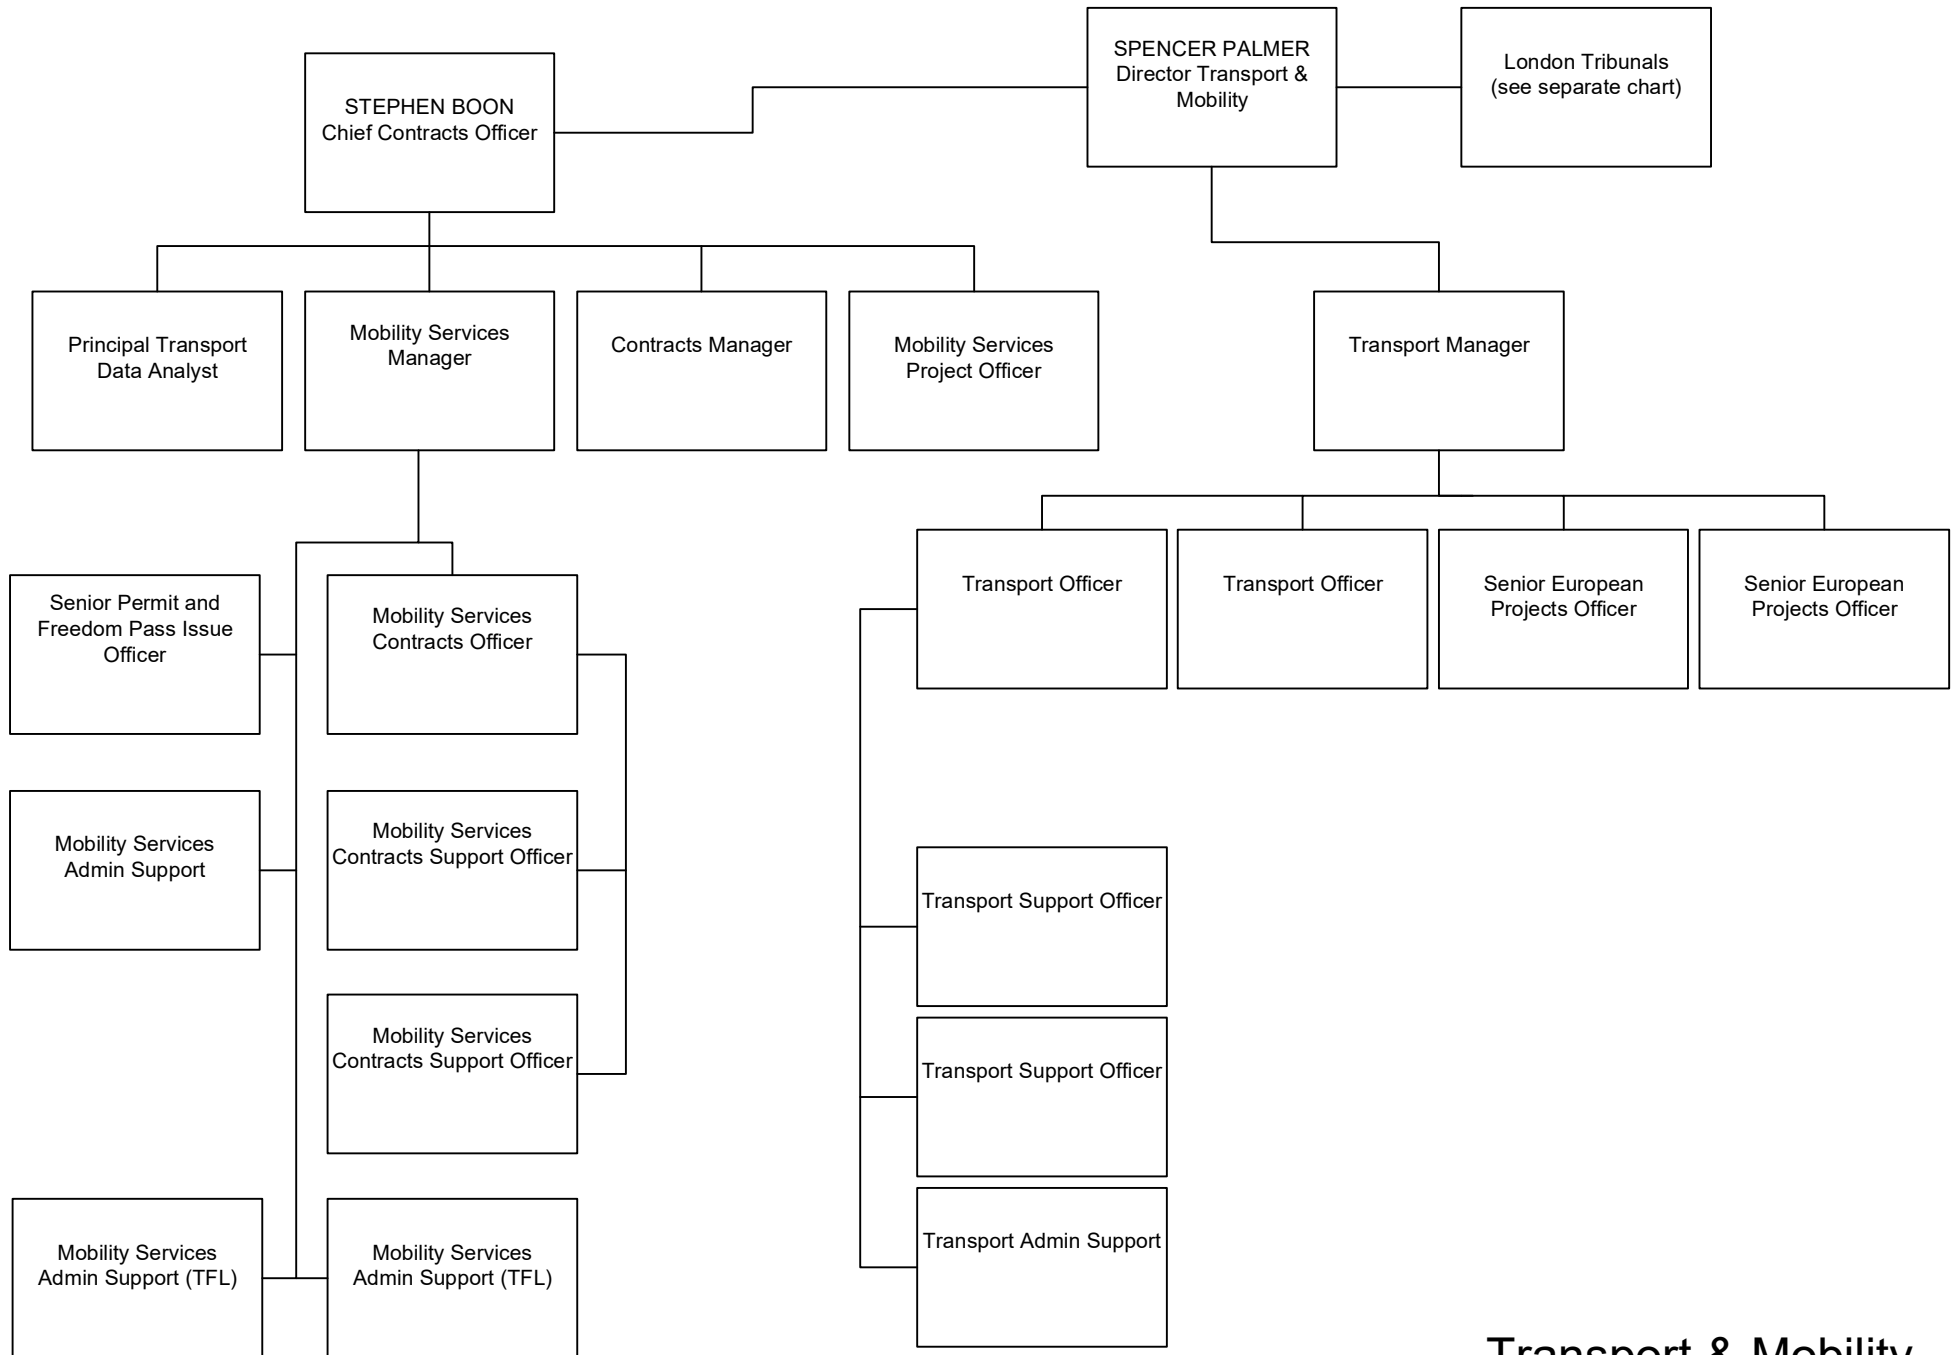 SPENCER PALMER
Director Transport &
Mobility
London Tribunals
(see separate chart)
STEPHEN BOON
Chief Contracts Officer
Principal Transport
Data Analyst
Mobility Services
Manager
Contracts Manager
Mobility Services
Project Officer
Transport Manager
Senior Permit and
Freedom Pass Issue
Officer
Mobility Services
Contracts Officer
Transport Officer
Transport Officer
Senior European
Projects Officer
Senior European
Projects Officer
Mobility Services
Admin Support
Mobility Services
Contracts Support Officer
Transport Support Officer
Mobility Services
Contracts Support Officer
Transport Support Officer
Mobility Services
Admin Support (TFL)
Mobility Services
Admin Support (TFL)
Transport Admin Support
Transport & Mobility